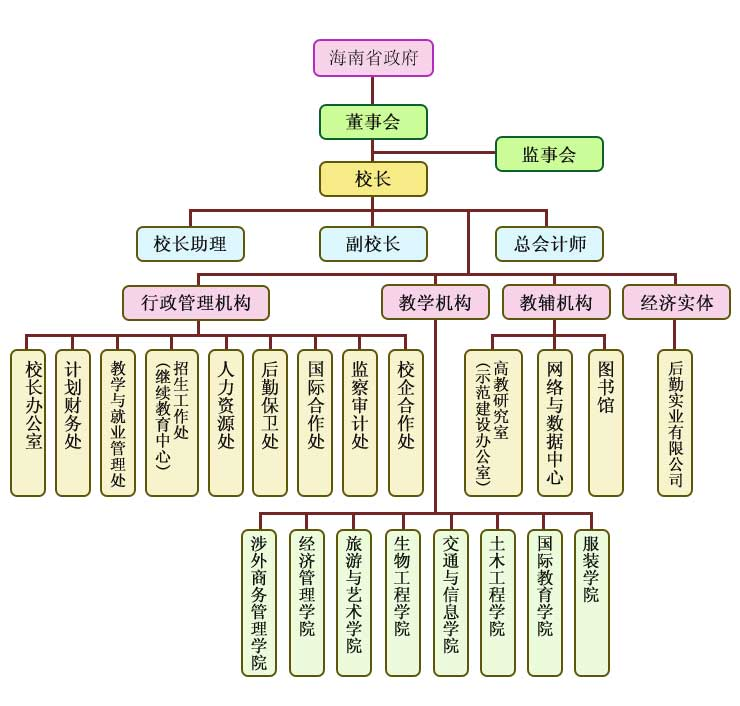 海南省政府
董事会
监事会
校长
校长助理
副校长
总会计师
行政管理机构
教学机构
教辅机构
经济实体
校长办公室
计划财务处
教学与就业管理处
招生工作处
（继续教育中心）
人力资源处
后勤保卫处
国际合作处
监察审计处
校企合作处
高教研究室
（示范建设办公室）
网络与数据中心
图书馆
后勤实业有限公司
涉外商务管理学院
经济管理学院
旅游与艺术学院
生物工程学院
交通与信息学院
土木工程学院
国际教育学院
服装学院